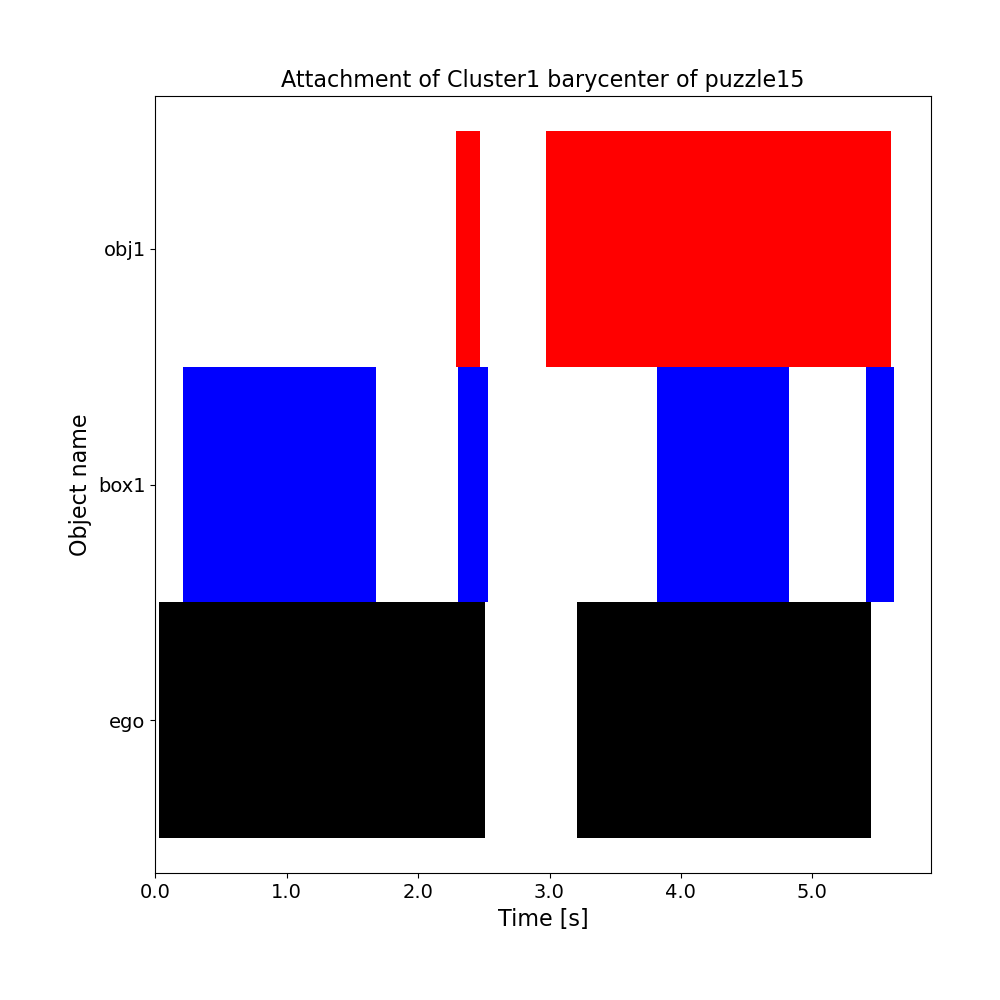 Attachment of Cluster1 barycenter of puzzle15
obj1
box1
ego
Object name
0.0 1.0 2.0 3.0 4.0 5.0
Time [s]